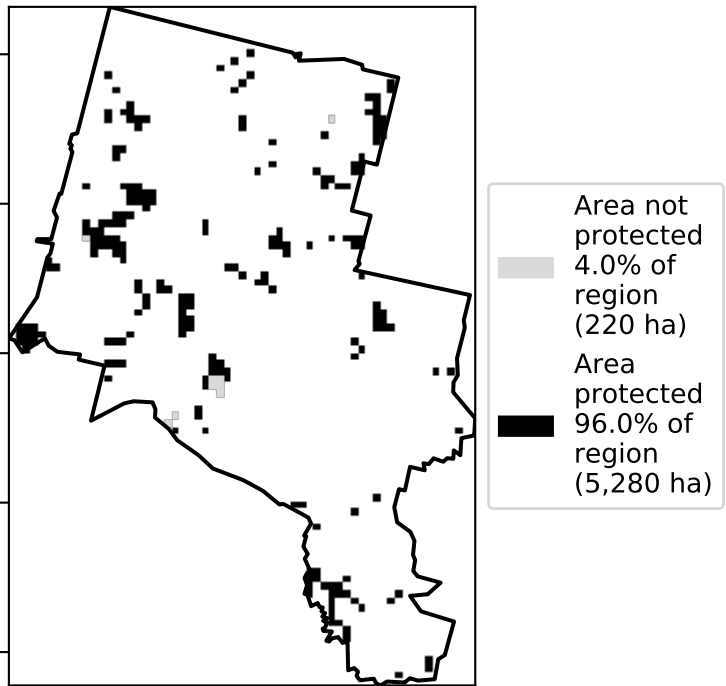 Area not
protected
4.0% of
region
(220 ha)
Area
protected
96.0% of
region
(5,280 ha)